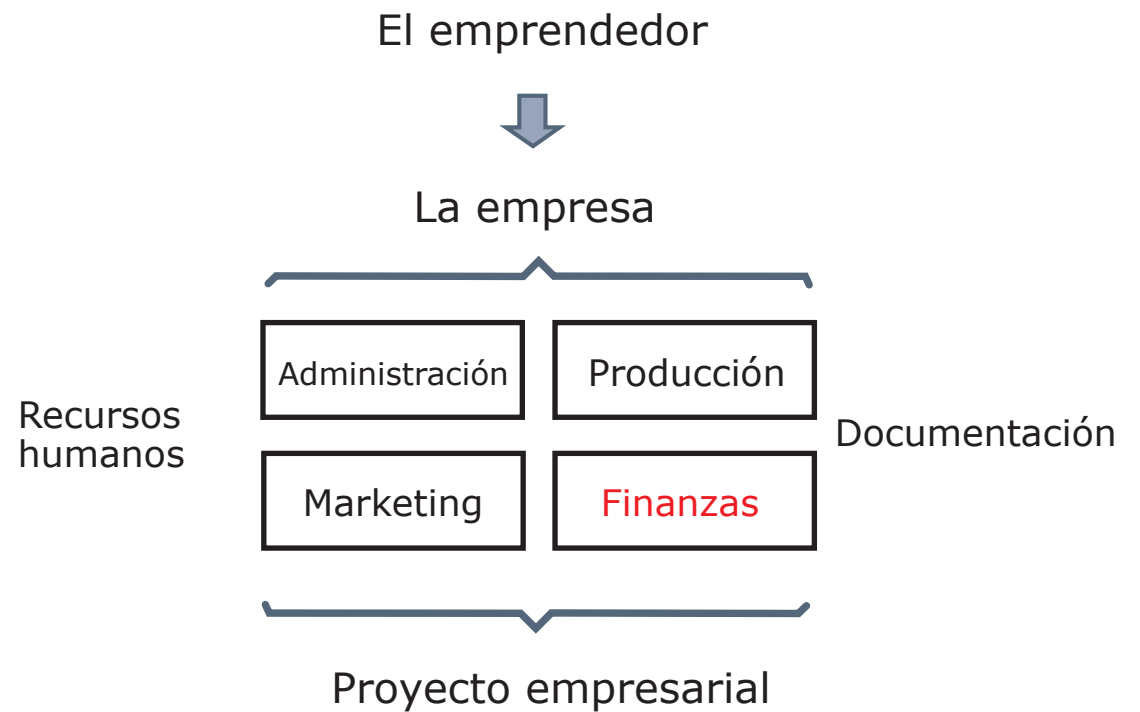 El emprendedor
La empresa
Administración
Producción
Recursos
humanos
Documentación
Marketing
Finanzas
Proyecto empresarial